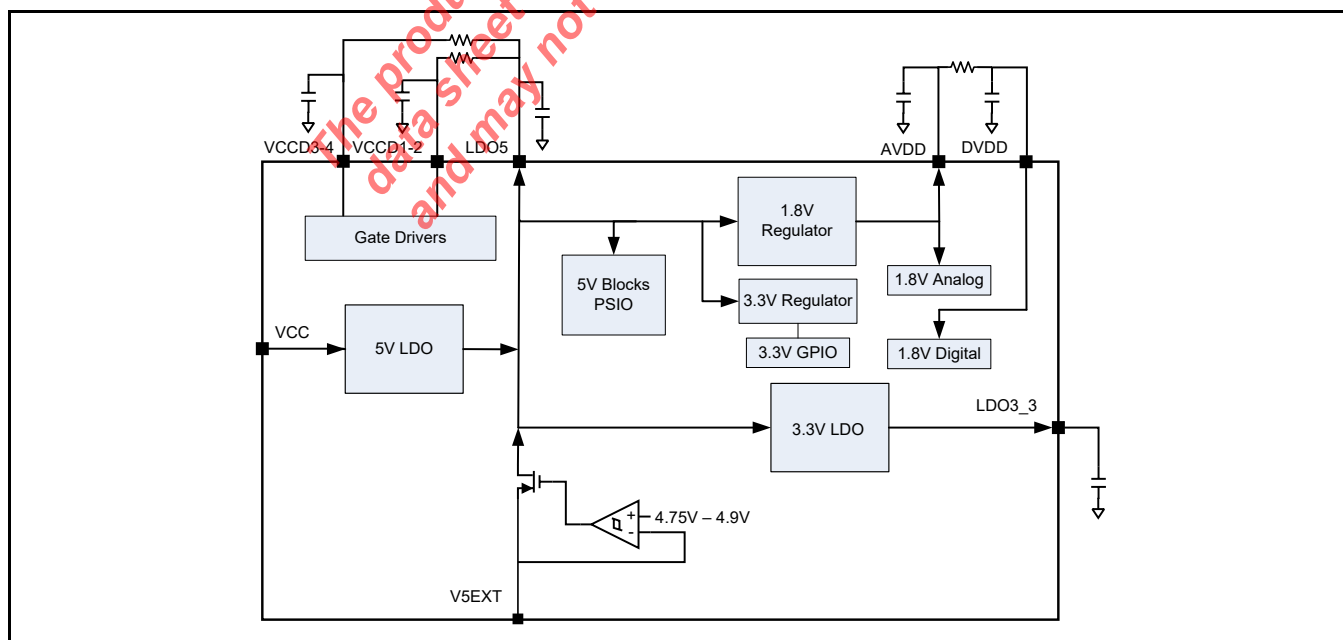 The produ
data sheet
and may not
VCCD3-4
VCCD1-2
LDO5
AVDD
DVDD
Gate Drivers
1.8V
Regulator
5V Blocks
PSIO
1.8V Analog
3.3V Regulator
VCC
5V LDO
3.3V GPIO
1.8V Digital
LDO3_3
3.3V LDO
+
-
4.75V – 4.9V
V5EXT